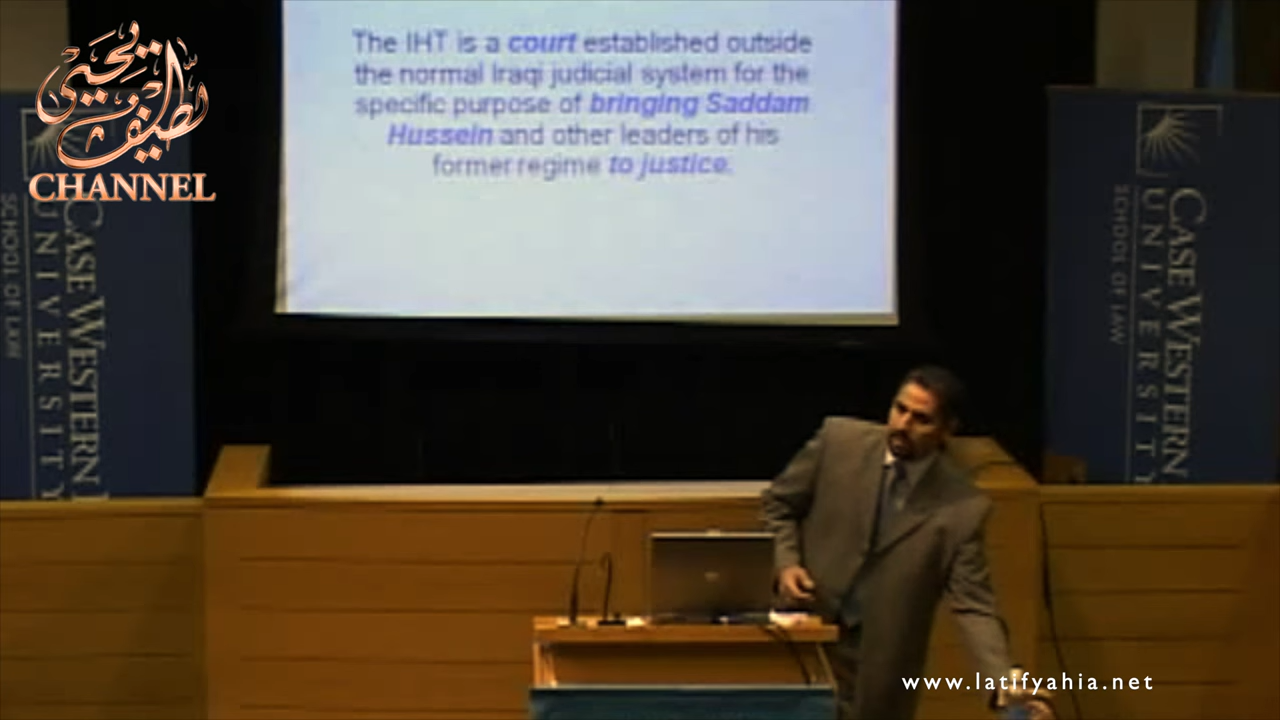 لطيف يحيى
CHANNEL
The IHT is a court established outside
the normal Iraqi judicial system for the
specific purpose of bringing Saddam
Hussein and other leaders of his
former regime to justice.
CASE WESTERN
UNIVERSITY
SCHOOL OF LAW
CASE WESTERN
UNIVERSITY
SCHOOL OF LAW
www.latifyahia.net